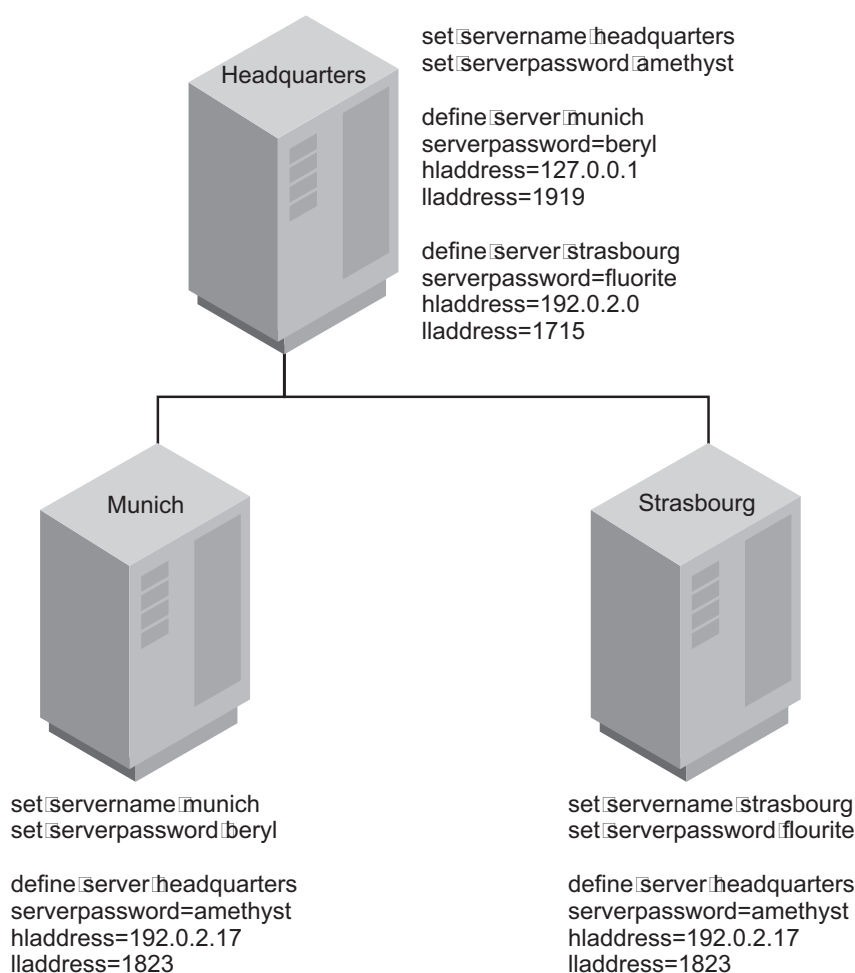 Headquarters
set servername headquarters
set serverpassword amethyst
define server munich
serverpassword=beryl
hladdress=127.0.0.1
lladdress=1919
define server strasbourg
serverpassword=fluorite
hladdress=192.0.2.0
lladdress=1715
Munich
set servername munich
set serverpassword beryl
define server headquarters
serverpassword=amethyst
hladdress=192.0.2.17
lladdress=1823
Strasbourg
set servername strasbourg
set serverpassword flourite
define server headquarters
serverpassword=amethyst
hladdress=192.0.2.17
lladdress=1823